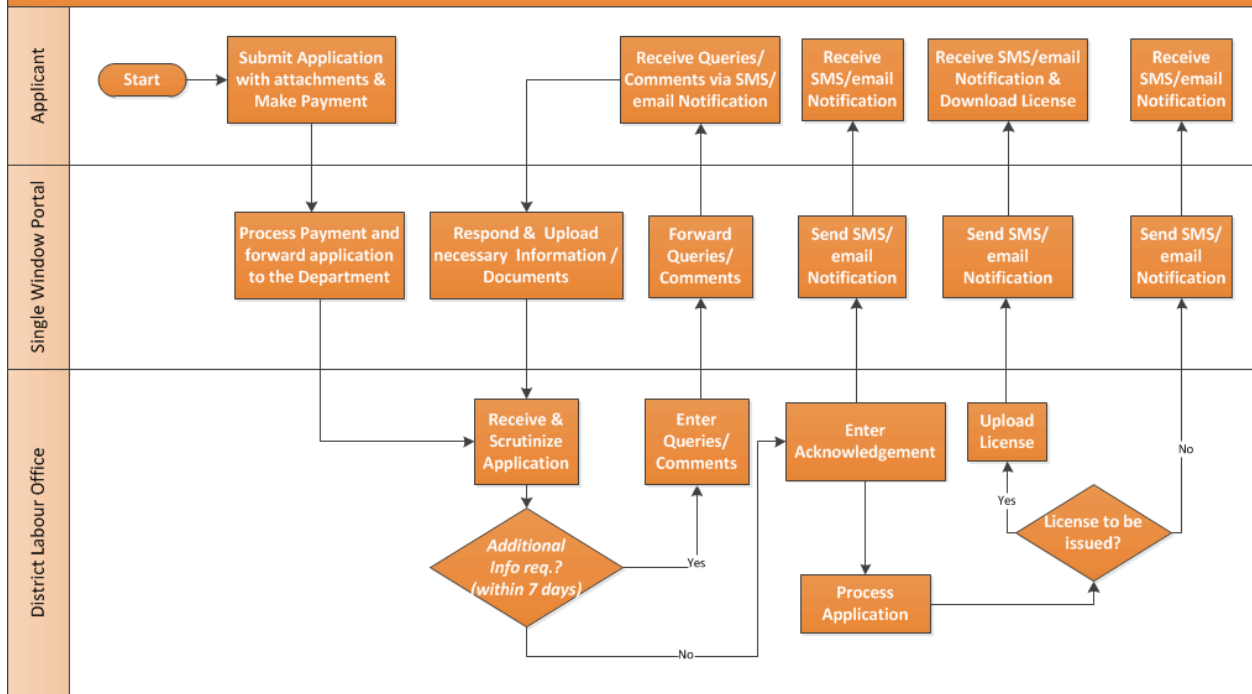 Applicant
Start
Submit Application
with attachments &
Make Payment
Receive Queries/
Comments via SMS/
email Notification
Receive
SMS/email
Notification
Receive SMS/email
Notification &
Download License
Receive
SMS/email
Notification
Single Window Portal
Process Payment and
forward application
to the Department
Respond & Upload
necessary Information /
Documents
Forward
Queries/
Comments
Send SMS/
email
Notification
Send SMS/
email
Notification
Send SMS/
email
Notification
District Labour Office
Receive &
Scrutinize
Application
Enter
Queries/
Comments
Enter
Acknowledgement
Upload
License
No
Yes
License to be
issued?
Additional
Info req.?
(within 7 days)
Yes
Process
Application
No